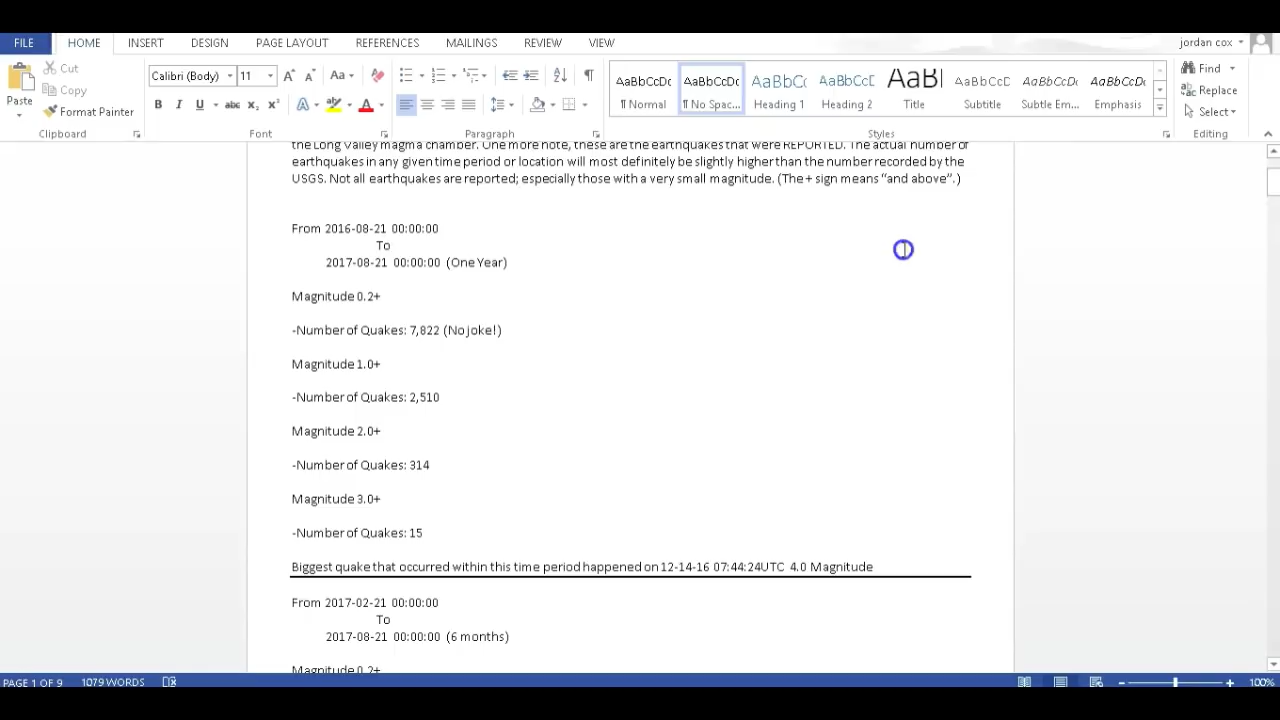 FILE HOME INSERT DESIGN PAGE LAYOUT REFERENCES MAILINGS REVIEW VIEW jordan cox
Cut
Copy
Format Painter
Paste
Clipboard
Calibri (Body) 11
Font
Paragraph
AaBbCcDc AaBbCcDc AaBbCc AaBbCcD AaBb AaBbCcD AaBbCcDc AaBbCcDc
¶ Normal ¶ No Spac... Heading 1 Heading 2 Title Subtitle Subtle Em... Emphasis
Styles
Find
Replace
Select
Editing
the Long Valley magma chamber. One more note, these are the earthquakes that were REPORTED. The actual number of
earthquakes in any given time period or location will most definitely be slightly higher than the number recorded by the
USGS. Not all earthquakes are reported; especially those with a very small magnitude. (The + sign means “and above”.)
From 2016-08-21 00:00:00
To
2017-08-21 00:00:00 (One Year)
Magnitude 0.2+
-Number of Quakes: 7,822 (No joke!)
Magnitude 1.0+
-Number of Quakes: 2,510
Magnitude 2.0+
-Number of Quakes: 314
Magnitude 3.0+
-Number of Quakes: 15
Biggest quake that occurred within this time period happened on 12-14-16 07:44:24UTC 4.0 Magnitude
From 2017-02-21 00:00:00
To
2017-08-21 00:00:00 (6 months)
Magnitude 0.2+
PAGE 1 OF 9 1079 WORDS 100%